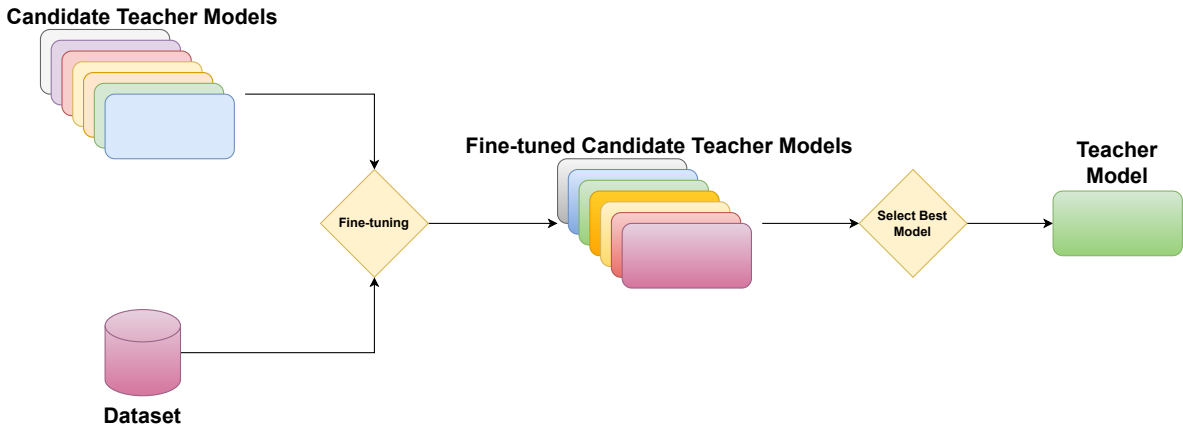 Candidate Teacher Models
Fine-tuning
Dataset
Fine-tuned Candidate Teacher Models
Select Best
Model
Teacher
Model